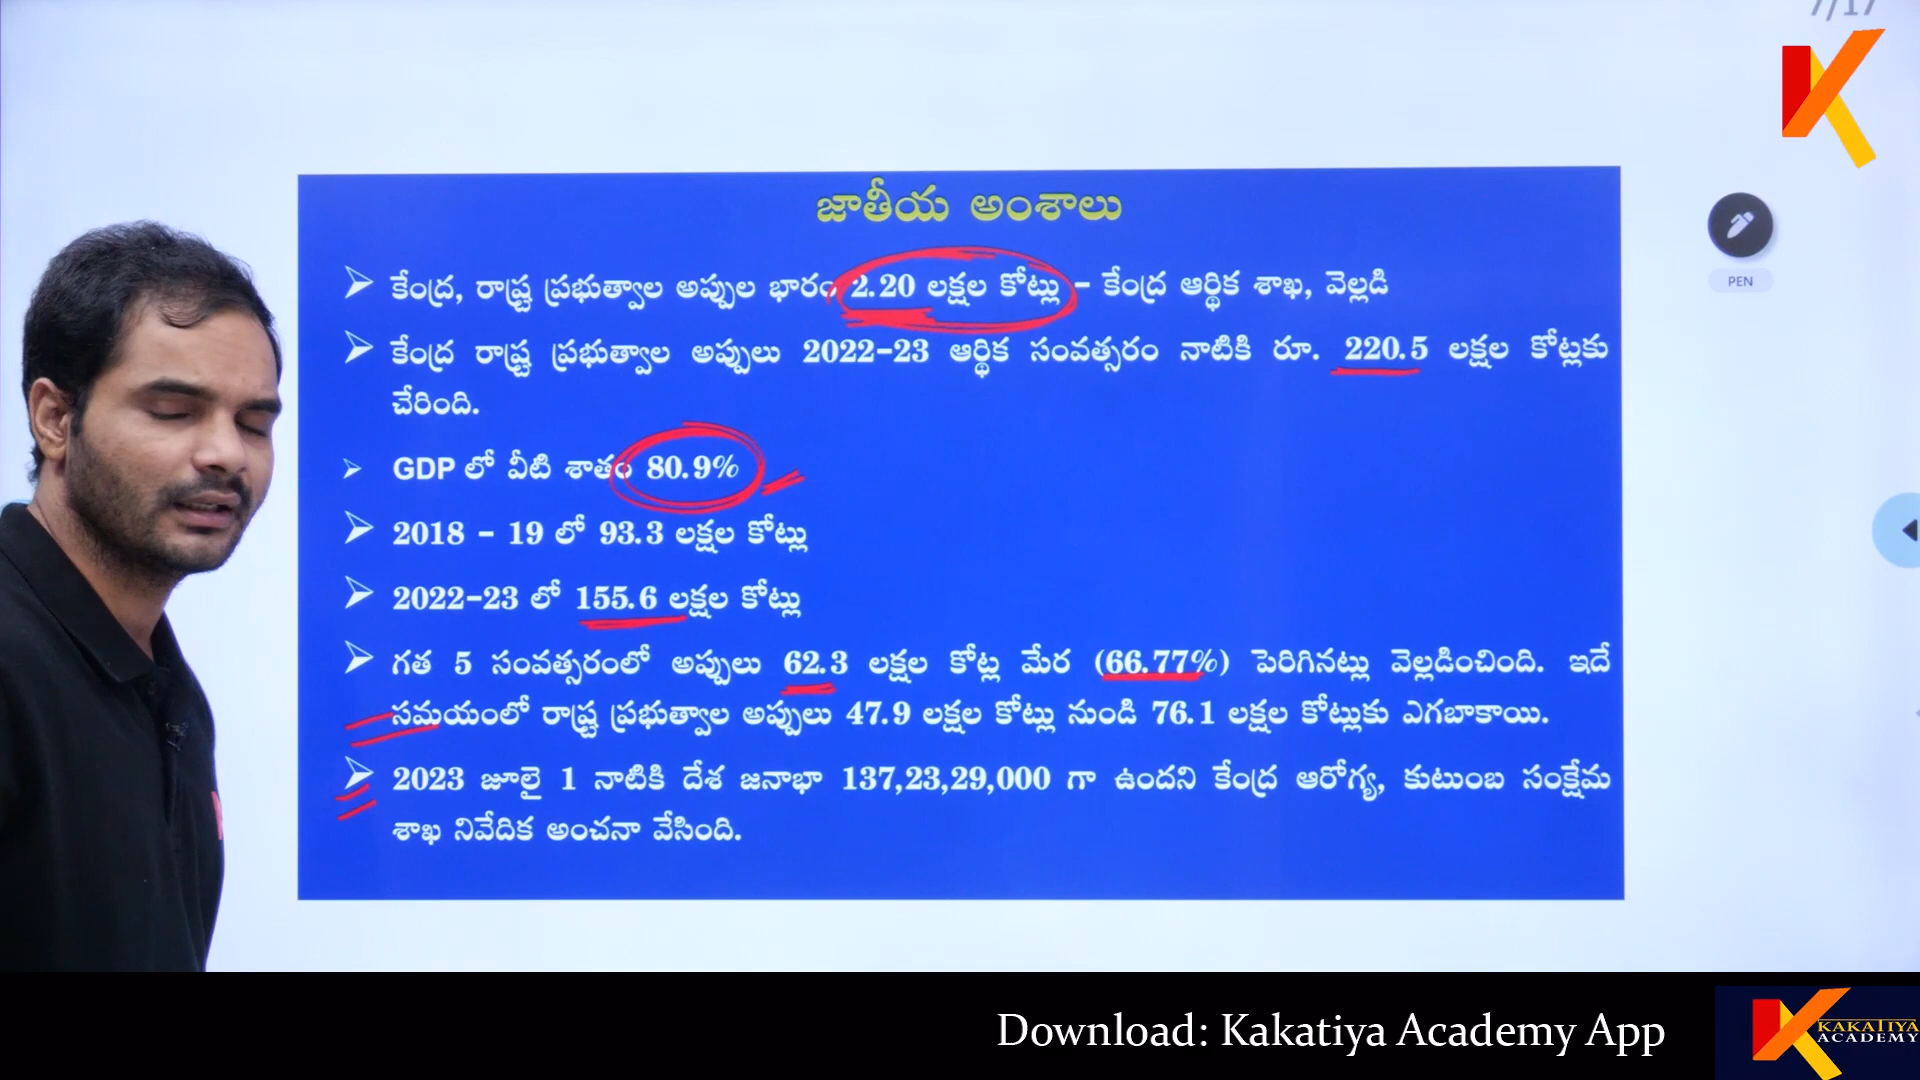 7/17
జాతీయ అంశాలు
కేంద్ర, రాష్ట్ర ప్రభుత్వాల అప్పుల భారం 2.20 లక్షల కోట్లు - కేంద్ర ఆర్థిక శాఖ, వెల్లడి
కేంద్ర రాష్ట్ర ప్రభుత్వాల అప్పులు 2022-23 ఆర్థిక సంవత్సరం నాటికి రూ. 220.5 లక్షల కోట్లకు
చేరింది.
GDP లో వీటి శాతం 80.9%
2018 - 19 లో 93.3 లక్షల కోట్లు
2022-23 లో 155.6 లక్షల కోట్లు
గత 5 సంవత్సరంలో అప్పులు 62.3 లక్షల కోట్ల మేర (66.77%) పెరిగినట్లు వెల్లడించింది. ఇదే
సమయంలో రాష్ట్ర ప్రభుత్వాల అప్పులు 47.9 లక్షల కోట్లు నుండి 76.1 లక్షల కోట్లుకు ఎగబాకాయి.
2023 జూలై 1 నాటికి దేశ జనాభా 137,23,29,000 గా ఉందని కేంద్ర ఆరోగ్య, కుటుంబ సంక్షేమ
శాఖ నివేదిక అంచనా వేసింది.
PEN
Download: Kakatiya Academy App
KAKATIYA
ACADEMY